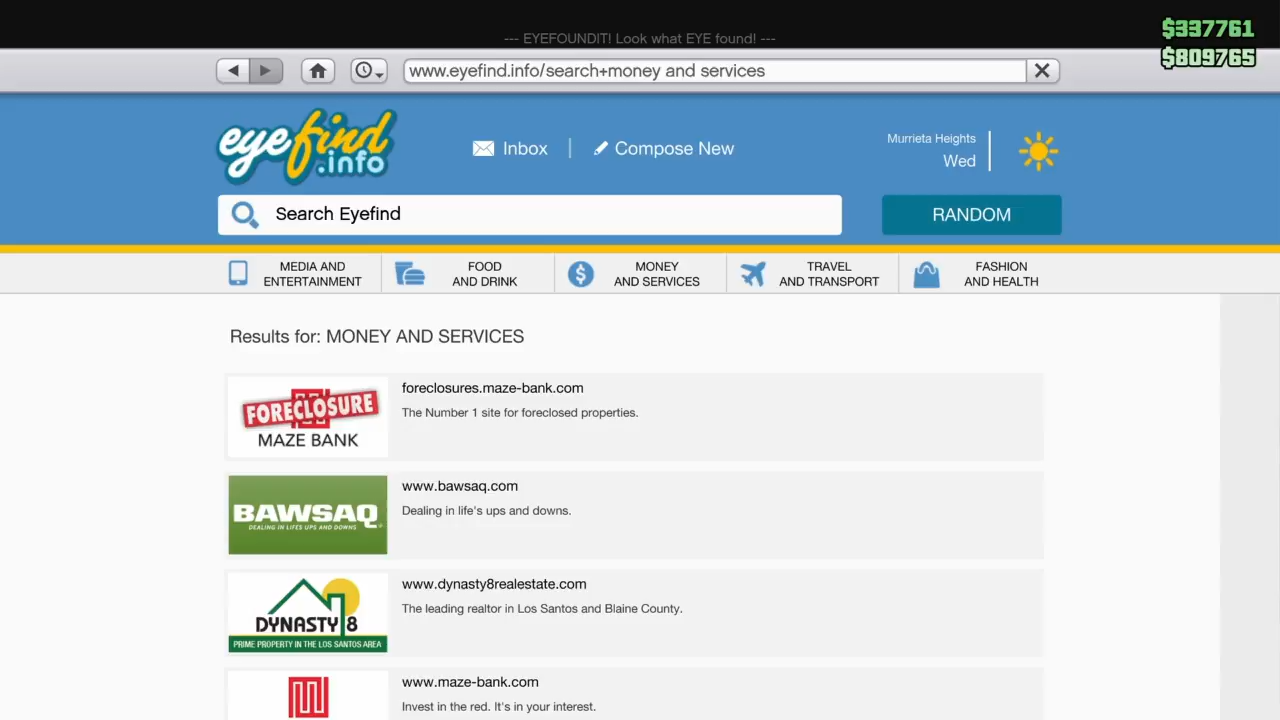 $337761
--- EYEFOUNDIT! Look what EYE found! ---
$809765
www.eyefind.info/search+money and services
eyefind
.info
Inbox
Compose New
Murrieta Heights
Wed
Search Eyefind
RANDOM
MEDIA AND
ENTERTAINMENT
FOOD
AND DRINK
MONEY
AND SERVICES
TRAVEL
AND TRANSPORT
FASHION
AND HEALTH
Results for: MONEY AND SERVICES
FORECLOSURE
MAZE BANK
foreclosures.maze-bank.com
The Number 1 site for foreclosed properties.
BAWSAQ
DEALING IN LIFES UPS AND DOWNS
www.bawsaq.com
Dealing in life's ups and downs.
DYNASTY 8
PRIME PROPERTY IN THE LOS SANTOS AREA
www.dynasty8realestate.com
The leading realtor in Los Santos and Blaine County.
www.maze-bank.com
Invest in the red. It's in your interest.